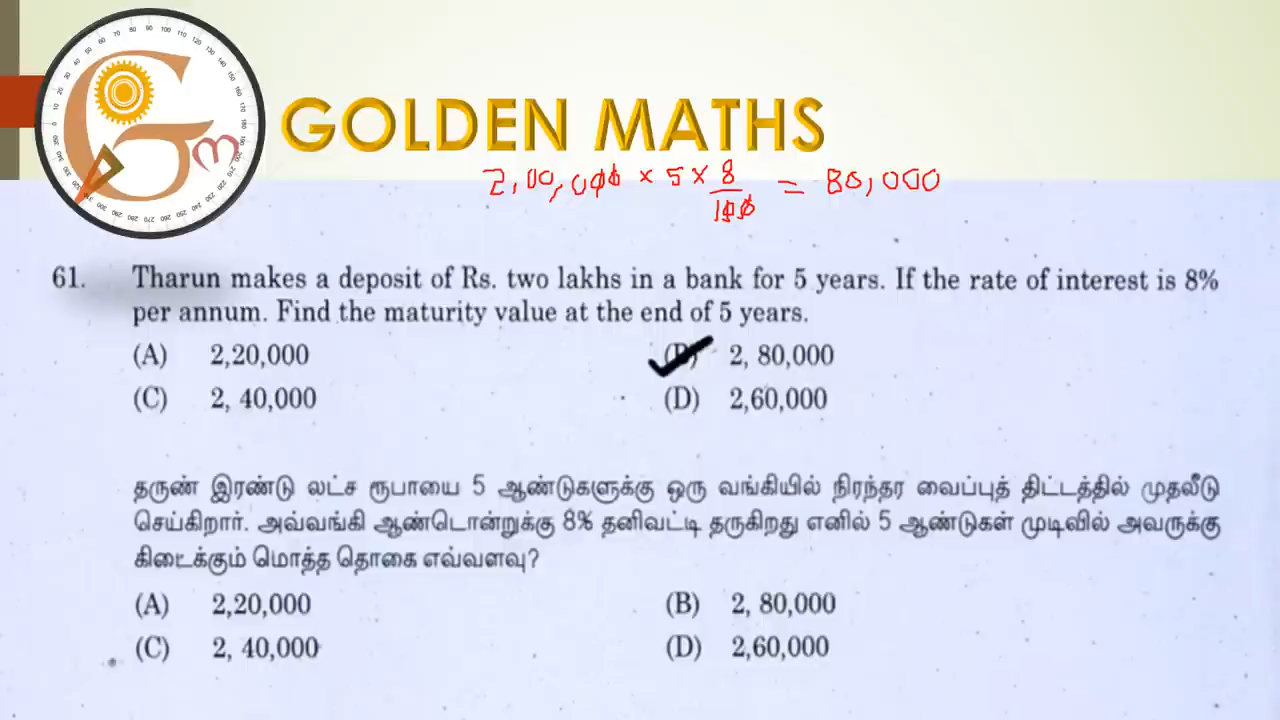 GOLDEN MATHS
2,00,000 × 5 × 8/100 = 80,000
61. Tharun makes a deposit of Rs. two lakhs in a bank for 5 years. If the rate of interest is 8%
per annum. Find the maturity value at the end of 5 years.
(A) 2,20,000 (B) 2, 80,000
(C) 2, 40,000 (D) 2,60,000
தருண் இரண்டு லட்ச ரூபாயை 5 ஆண்டுகளுக்கு ஒரு வங்கியில் நிரந்தர வைப்புத் திட்டத்தில் முதலீடு
செய்கிறார். அவ்வங்கி ஆண்டொன்றுக்கு 8% தனிவட்டி தருகிறது எனில் 5 ஆண்டுகள் முடிவில் அவருக்கு
கிடைக்கும் மொத்த தொகை எவ்வளவு?
(A) 2,20,000 (B) 2, 80,000
(C) 2, 40,000 (D) 2,60,000